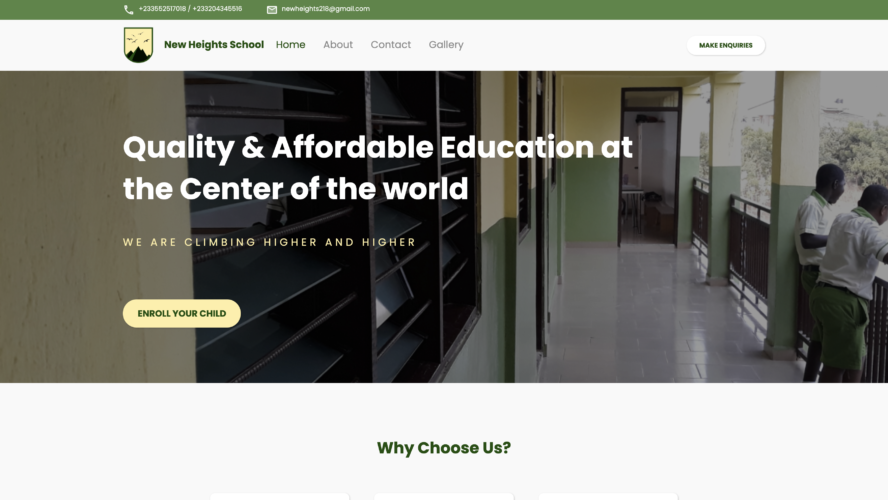 +233552517018 / +233204345516
newheights218@gmail.com
New Heights School
Home
About
Contact
Gallery
MAKE ENQUIRIES
Quality & Affordable Education at
the Center of the world
WE ARE CLIMBING HIGHER AND HIGHER
ENROLL YOUR CHILD
Why Choose Us?